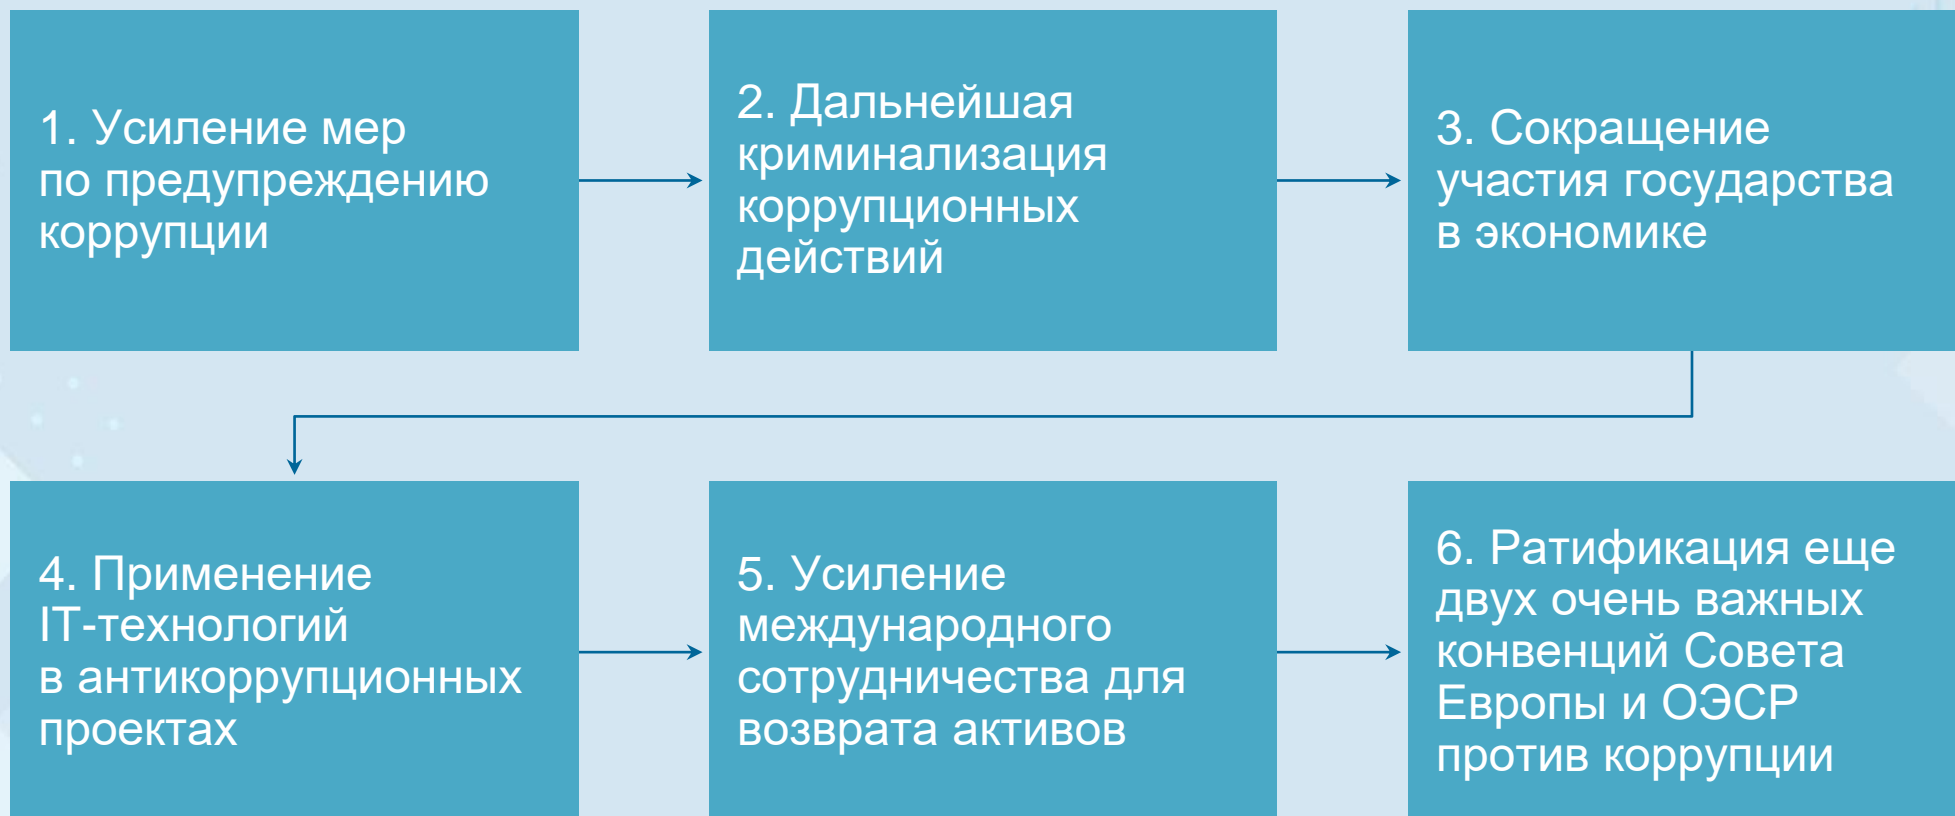 1. Усиление мер
по предупреждению
коррупции
2. Дальнейшая
криминализация
коррупционных
действий
3. Сокращение
участия государства
в экономике
4. Применение
IT-технологий
в антикоррупционных
проектах
5. Усиление
международного
сотрудничества для
возврата активов
6. Ратификация еще
двух очень важных
конвенций Совета
Европы и ОЭСР
против коррупции